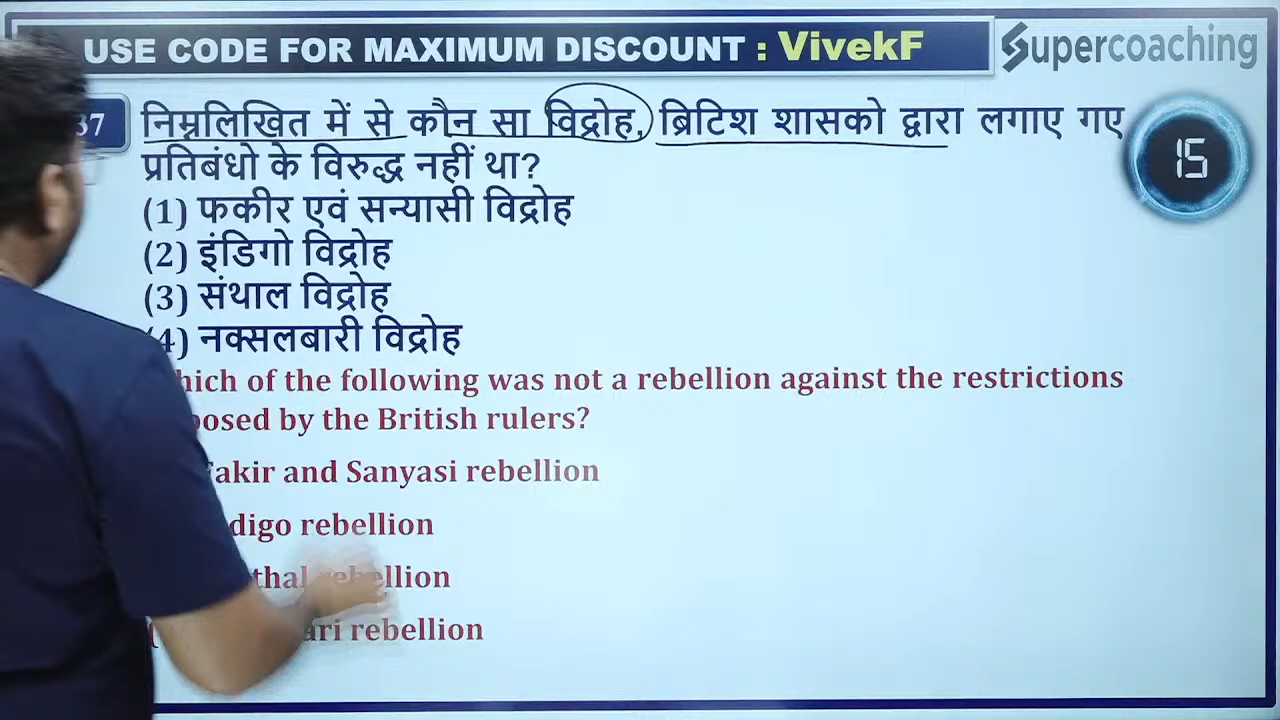 USE CODE FOR MAXIMUM DISCOUNT : VivekF
Supercoaching
37
निम्नलिखित में से कौन सा विद्रोह, ब्रिटिश शासको द्वारा लगाए गए
प्रतिबंधो के विरुद्ध नहीं था?
15
(1) फकीर एवं सन्यासी विद्रोह
(2) इंडिगो विद्रोह
(3) संथाल विद्रोह
4) नक्सलबारी विद्रोह
hich of the following was not a rebellion against the restrictions
posed by the British rulers?
akir and Sanyasi rebellion
digo rebellion
thal rebellion
ari rebellion